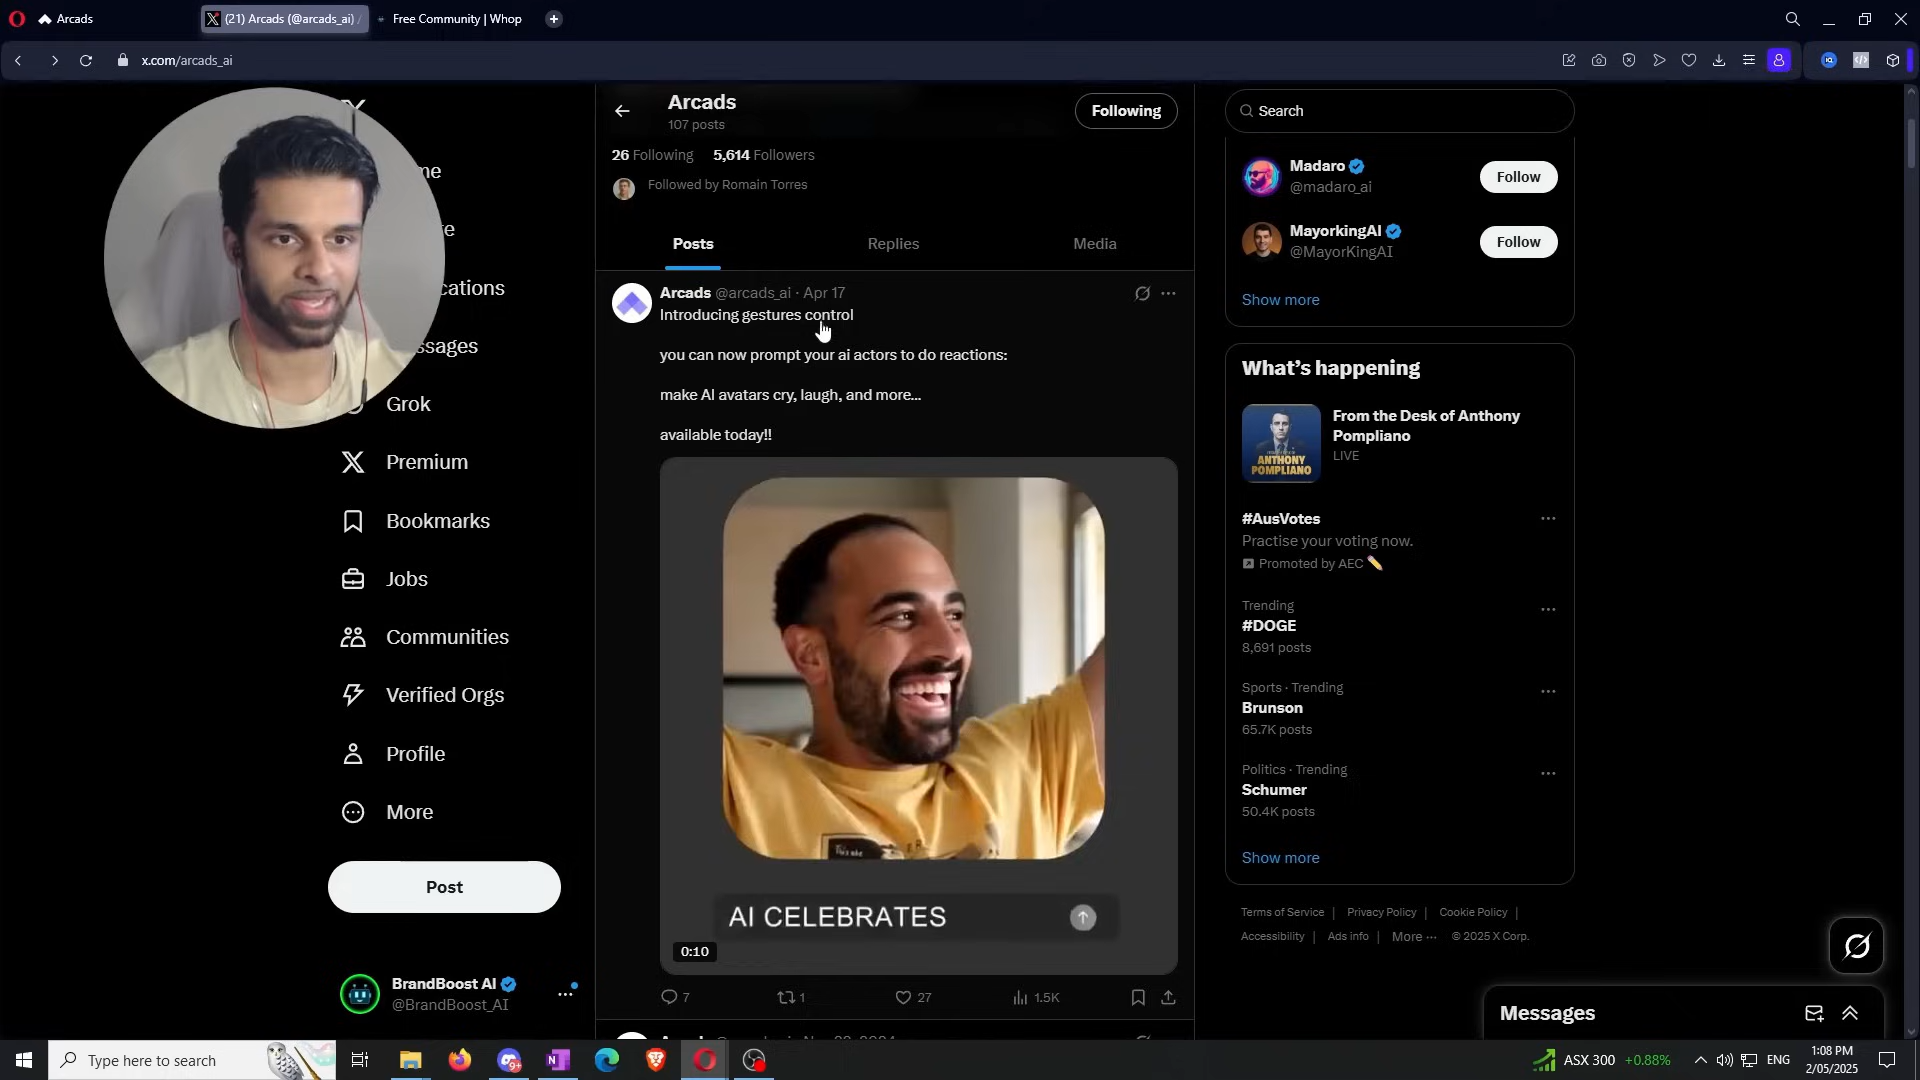 Arcads
(21) Arcads (@arcads_ai) /
Free Community | Whop
x.com/arcads_ai
Arcads
107 posts
Following
26 Following 5,614 Followers
Followed by Romain Torres
Posts
Replies
Media
Arcads @arcads_ai · Apr 17
Introducing gestures control
you can now prompt your ai actors to do reactions:
make AI avatars cry, laugh, and more...
available today!!
AI CELEBRATES
0:10
7
1
27
1.5K
Grok
Premium
Bookmarks
Jobs
Communities
Verified Orgs
Profile
More
Post
BrandBoost AI
@BrandBoost_AI
Search
Madaro
@madaro_ai
Follow
MayorkingAI
@MayorKingAI
Follow
Show more
What's happening
From the Desk of Anthony
Pompliano
LIVE
ANTHONY
POMPLIANO
#AusVotes
Practise your voting now.
Promoted by AEC ✏️
Trending
#DOGE
8,691 posts
Sports · Trending
Brunson
65.7K posts
Politics · Trending
Schumer
50.4K posts
Show more
Terms of Service | Privacy Policy | Cookie Policy |
Accessibility | Ads info | More ··· © 2025 X Corp.
Messages
Type here to search
ASX 300 +0.88%
ENG
1:08 PM
2/05/2025